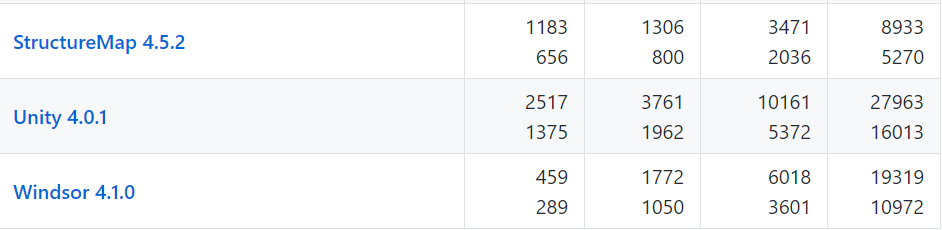 StructureMap 4.5.2 1183 1306 3471 8933
656 800 2036 5270
Unity 4.0.1 2517 3761 10161 27963
1375 1962 5372 16013
Windsor 4.1.0 459 1772 6018 19319
289 1050 3601 10972